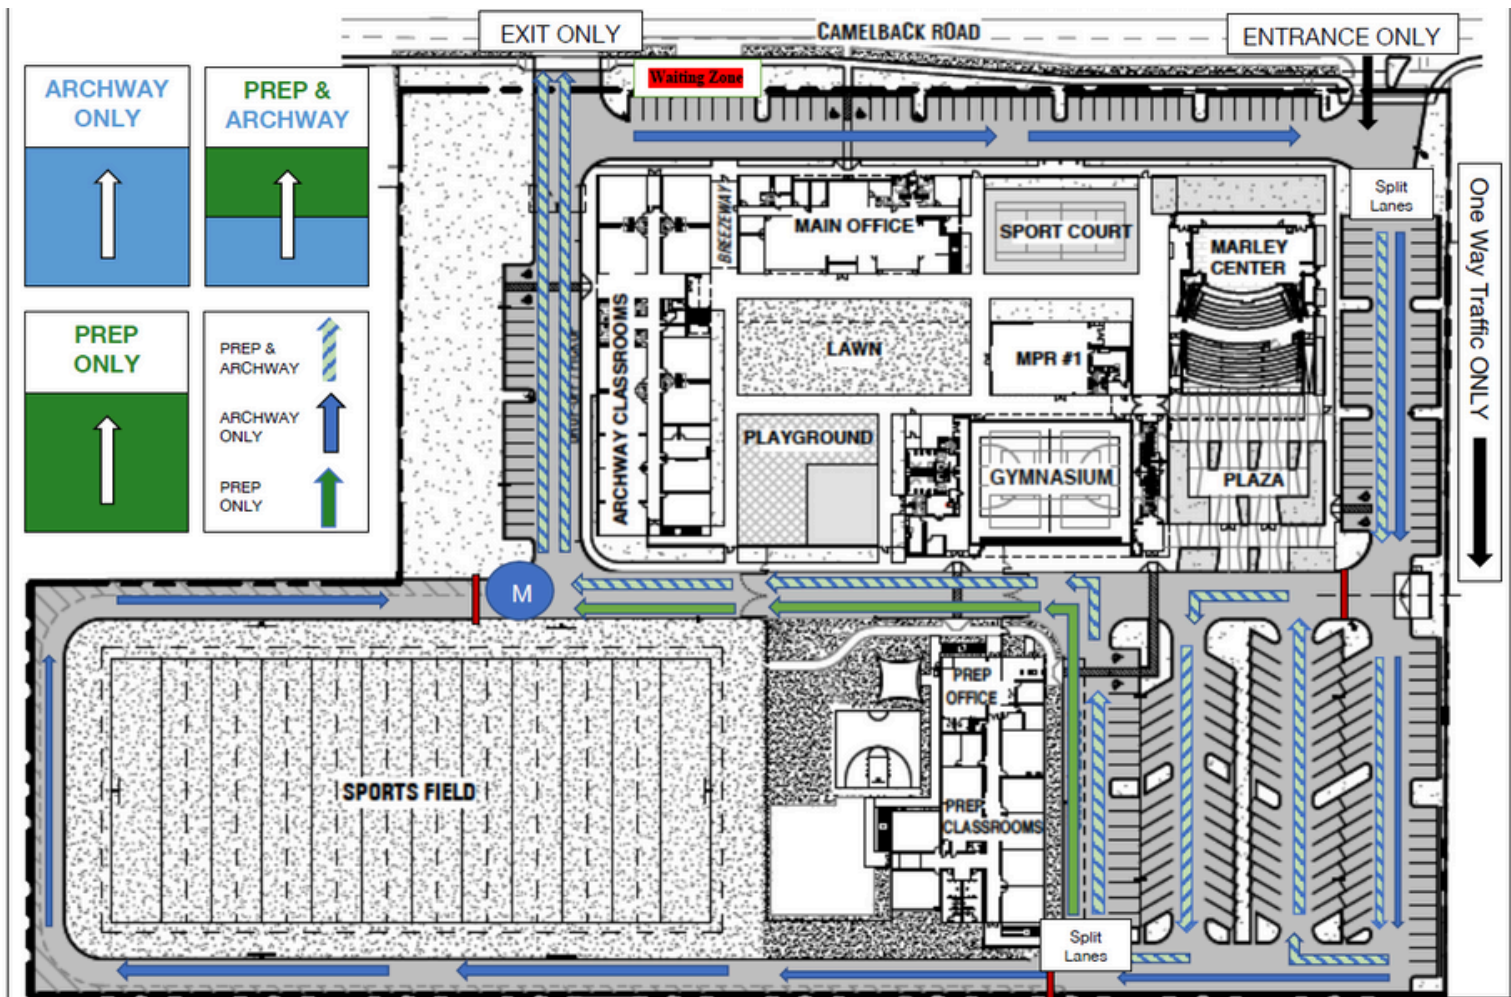 EXIT ONLY
CAMELBACK ROAD
ENTRANCE ONLY
Waiting Zone
ARCHWAY
ONLY
PREP &
ARCHWAY
PREP
ONLY
PREP &
ARCHWAY
ARCHWAY
ONLY
PREP
ONLY
Split
Lanes
One Way Traffic ONLY
BREEZEWAY
MAIN OFFICE
SPORT COURT
MARLEY
CENTER
ARCHWAY CLASSROOMS
LAWN
MPR #1
PLAYGROUND
GYMNASIUM
PLAZA
M
PREP
OFFICE
SPORTS FIELD
PREP
CLASSROOMS
Split
Lanes